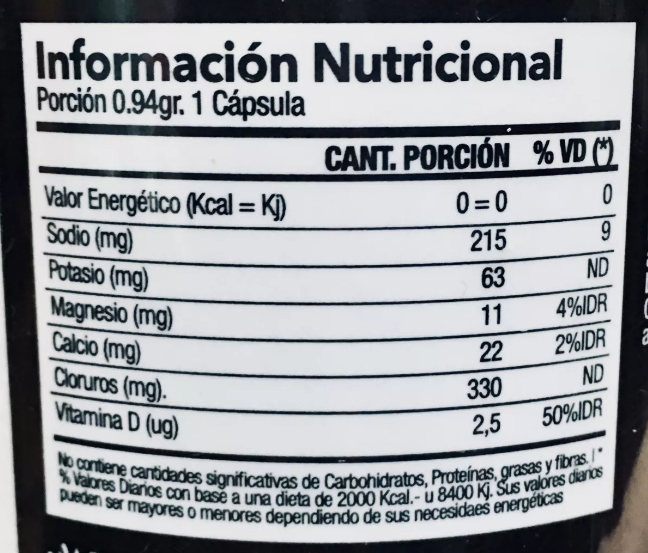 Información Nutricional
Porción 0.94gr. 1 Cápsula
CANT. PORCIÓN % VD (*)
Valor Energético (Kcal = Kj) 0 = 0 0
Sodio (mg) 215 9
Potasio (mg) 63 ND
Magnesio (mg) 11 4%IDR
Calcio (mg) 22 2%IDR
Cloruros (mg). 330 ND
Vitamina D (ug) 2,5 50%IDR
No contiene cantidades significativas de Carbohidratos, Proteínas, grasas y fibras. | *
% Valores Diarios con base a una dieta de 2000 Kcal.- u 8400 Kj. Sus valores diarios
pueden ser mayores o menores dependiendo de sus necesidaes energéticas